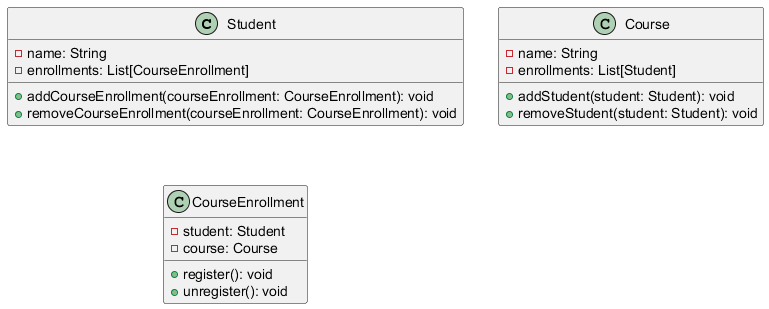 C Student
name: String
enrollments: List[CourseEnrollment]
addCourseEnrollment(courseEnrollment: CourseEnrollment): void
removeCourseEnrollment(courseEnrollment: CourseEnrollment): void
C Course
name: String
enrollments: List[Student]
addStudent(student: Student): void
removeStudent(student: Student): void
C CourseEnrollment
student: Student
course: Course
register(): void
unregister(): void